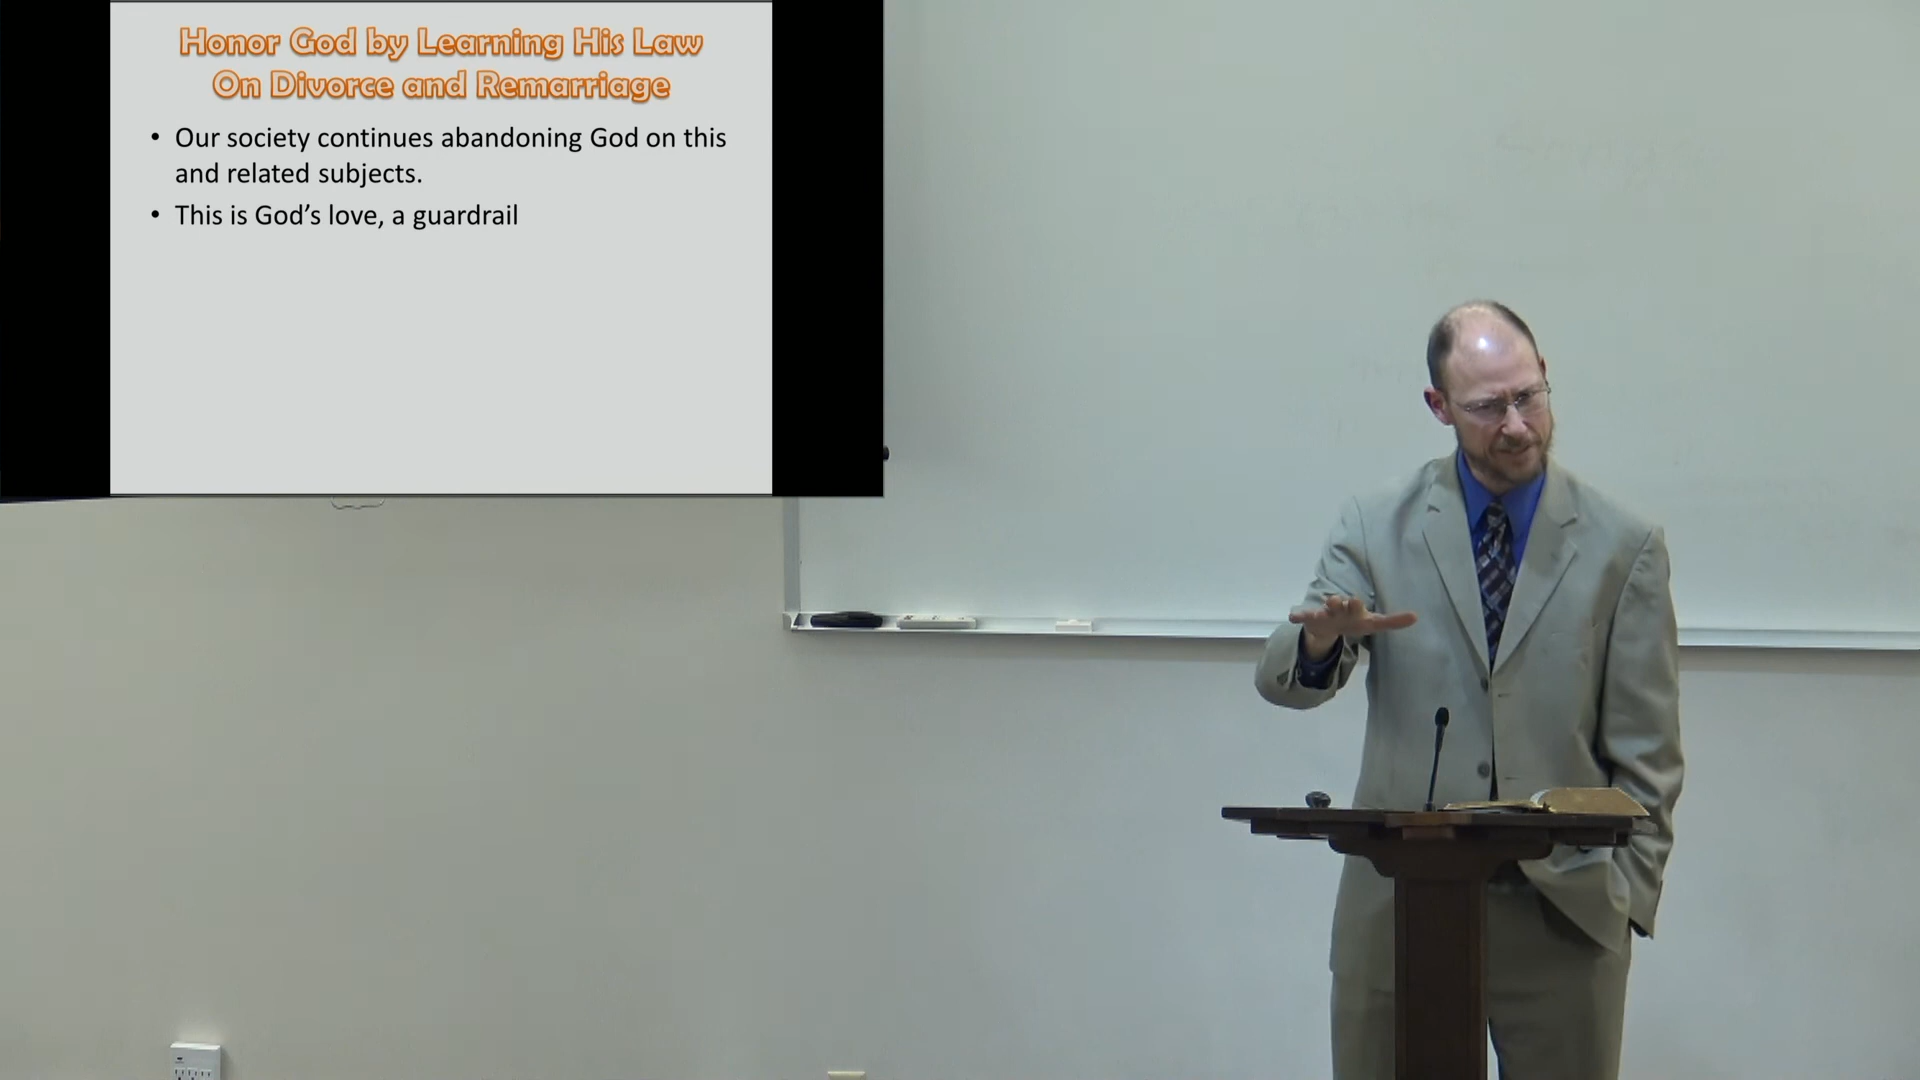 Honor God by Learning His Law
On Divorce and Remarriage
• Our society continues abandoning God on this
and related subjects.
• This is God’s love, a guardrail